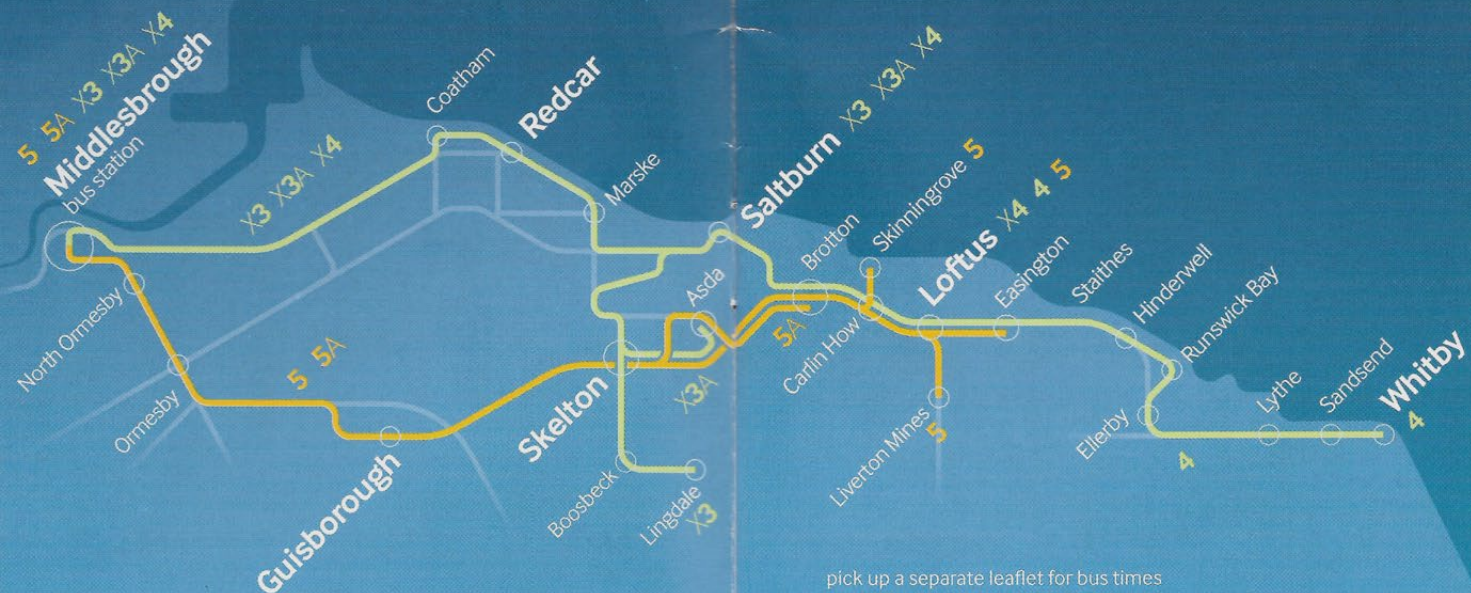 5 5A X3 X3A X4
Middlesbrough
bus station
X3 X3A X4
Coatham
Redcar
Marske
Saltburn X3 X3A X4
Asda
Brotton
Skinningrove 5
Loftus X4 4 5
Easington
Staithes
Hinderwell
Runswick Bay
North Ormesby
Ormesby
5 5A
Guisborough
Skelton
X3A
5A
Carlin How
Boosbeck
Lingdale
X3
Liverton Mines
5
Ellerby
4
Lythe
Sandsend
Whitby
4
pick up a separate leaflet for bus times